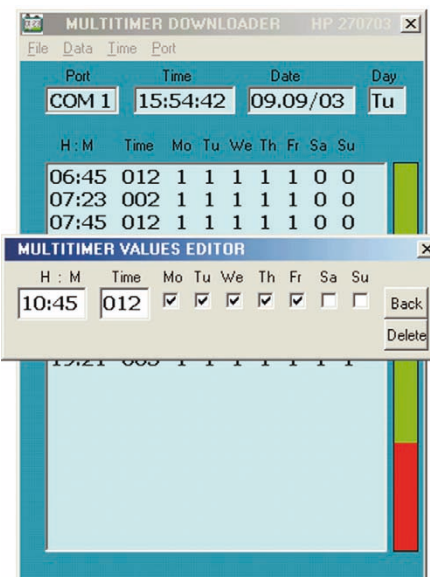 MULTITIMER DOWNLOADER HP 270703
File Data Time Port
Port Time Date Day
COM 1 15:54:42 09.09/03 Tu
H:M Time Mo Tu We Th Fr Sa Su
06:45 012 1 1 1 1 1 0 0
07:23 002 1 1 1 1 1 0 0
07:45 012 1 1 1 1 1 0 0
MULTITIMER VALUES EDITOR
H : M Time Mo Tu We Th Fr Sa Su
10:45 012 Back
Delete